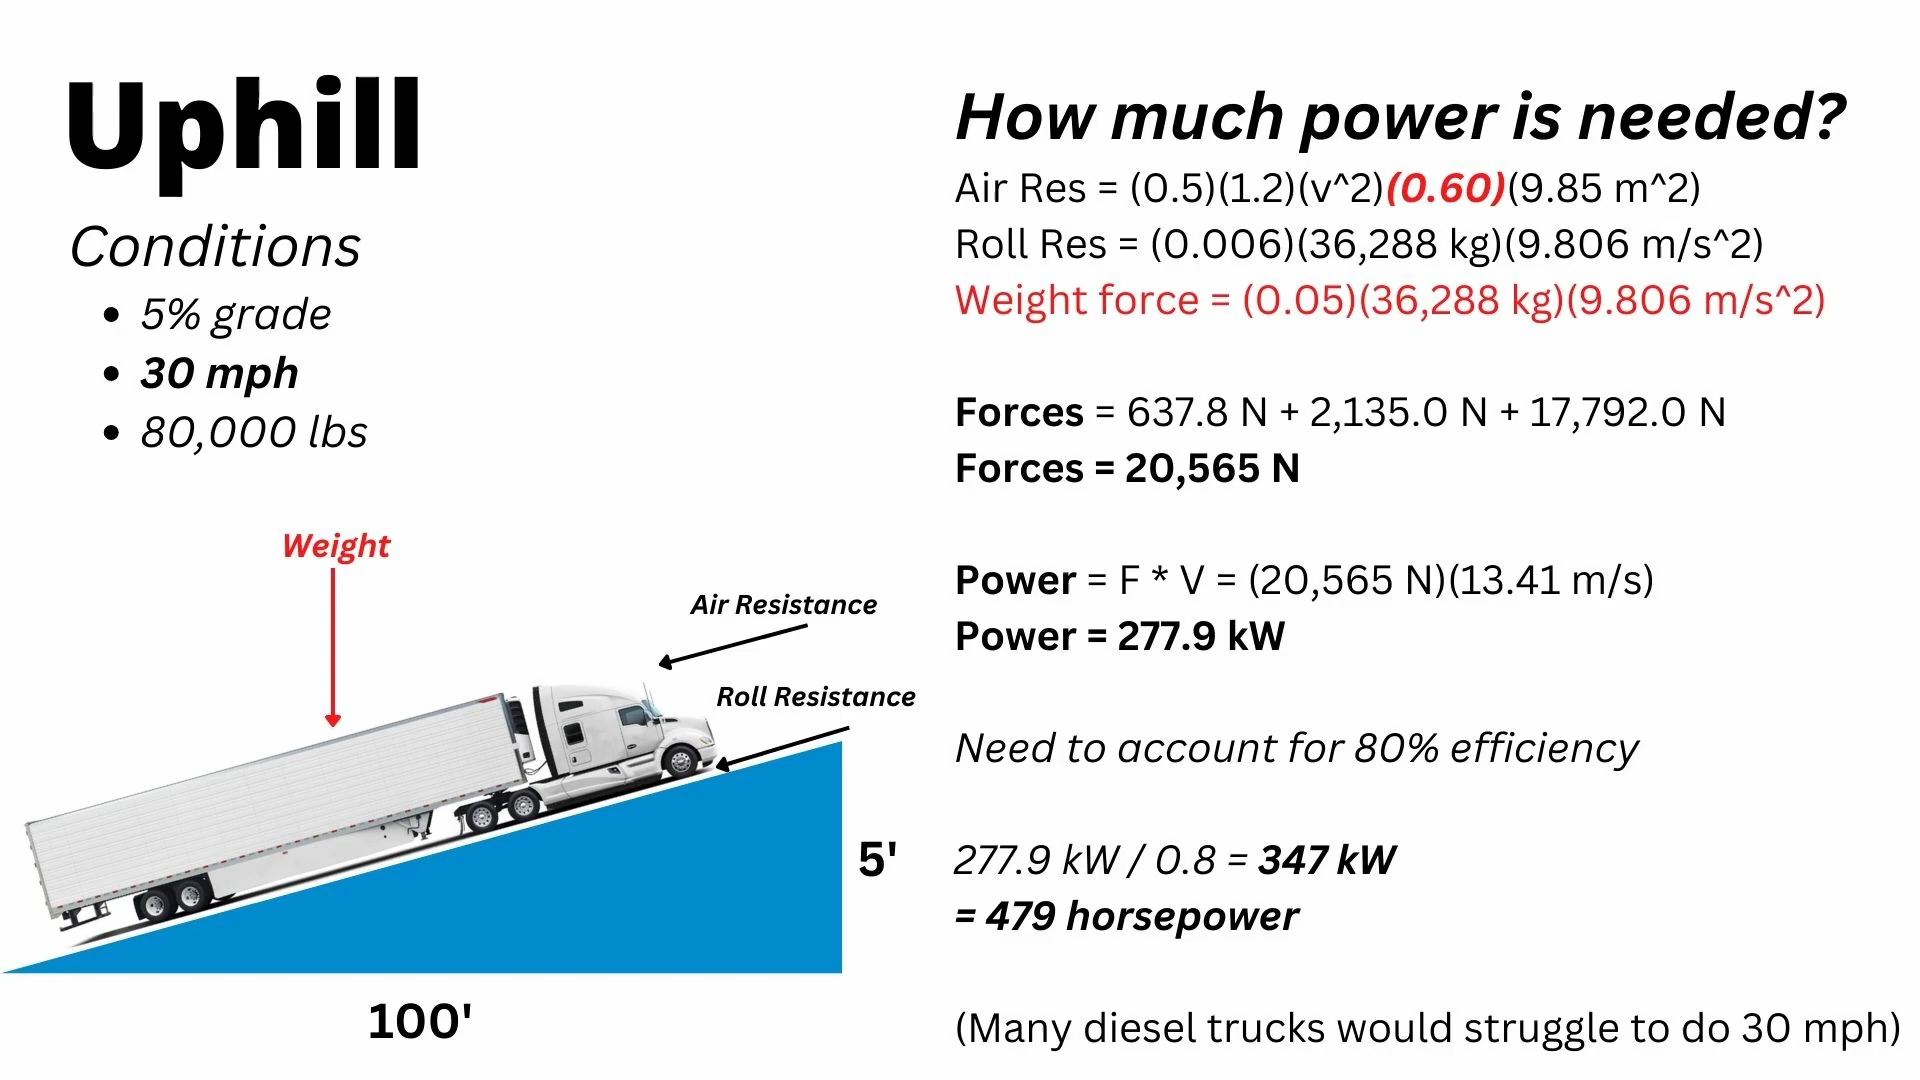 Uphill
Conditions
• 5% grade
• 30 mph
• 80,000 lbs
Weight
Air Resistance
Roll Resistance
5'
100'
How much power is needed?
Air Res = (0.5)(1.2)(v^2)(0.60)(9.85 m^2)
Roll Res = (0.006)(36,288 kg)(9.806 m/s^2)
Weight force = (0.05)(36,288 kg)(9.806 m/s^2)
Forces = 637.8 N + 2,135.0 N + 17,792.0 N
Forces = 20,565 N
Power = F * V = (20,565 N)(13.41 m/s)
Power = 277.9 kW
Need to account for 80% efficiency
277.9 kW / 0.8 = 347 kW
= 479 horsepower
(Many diesel trucks would struggle to do 30 mph)